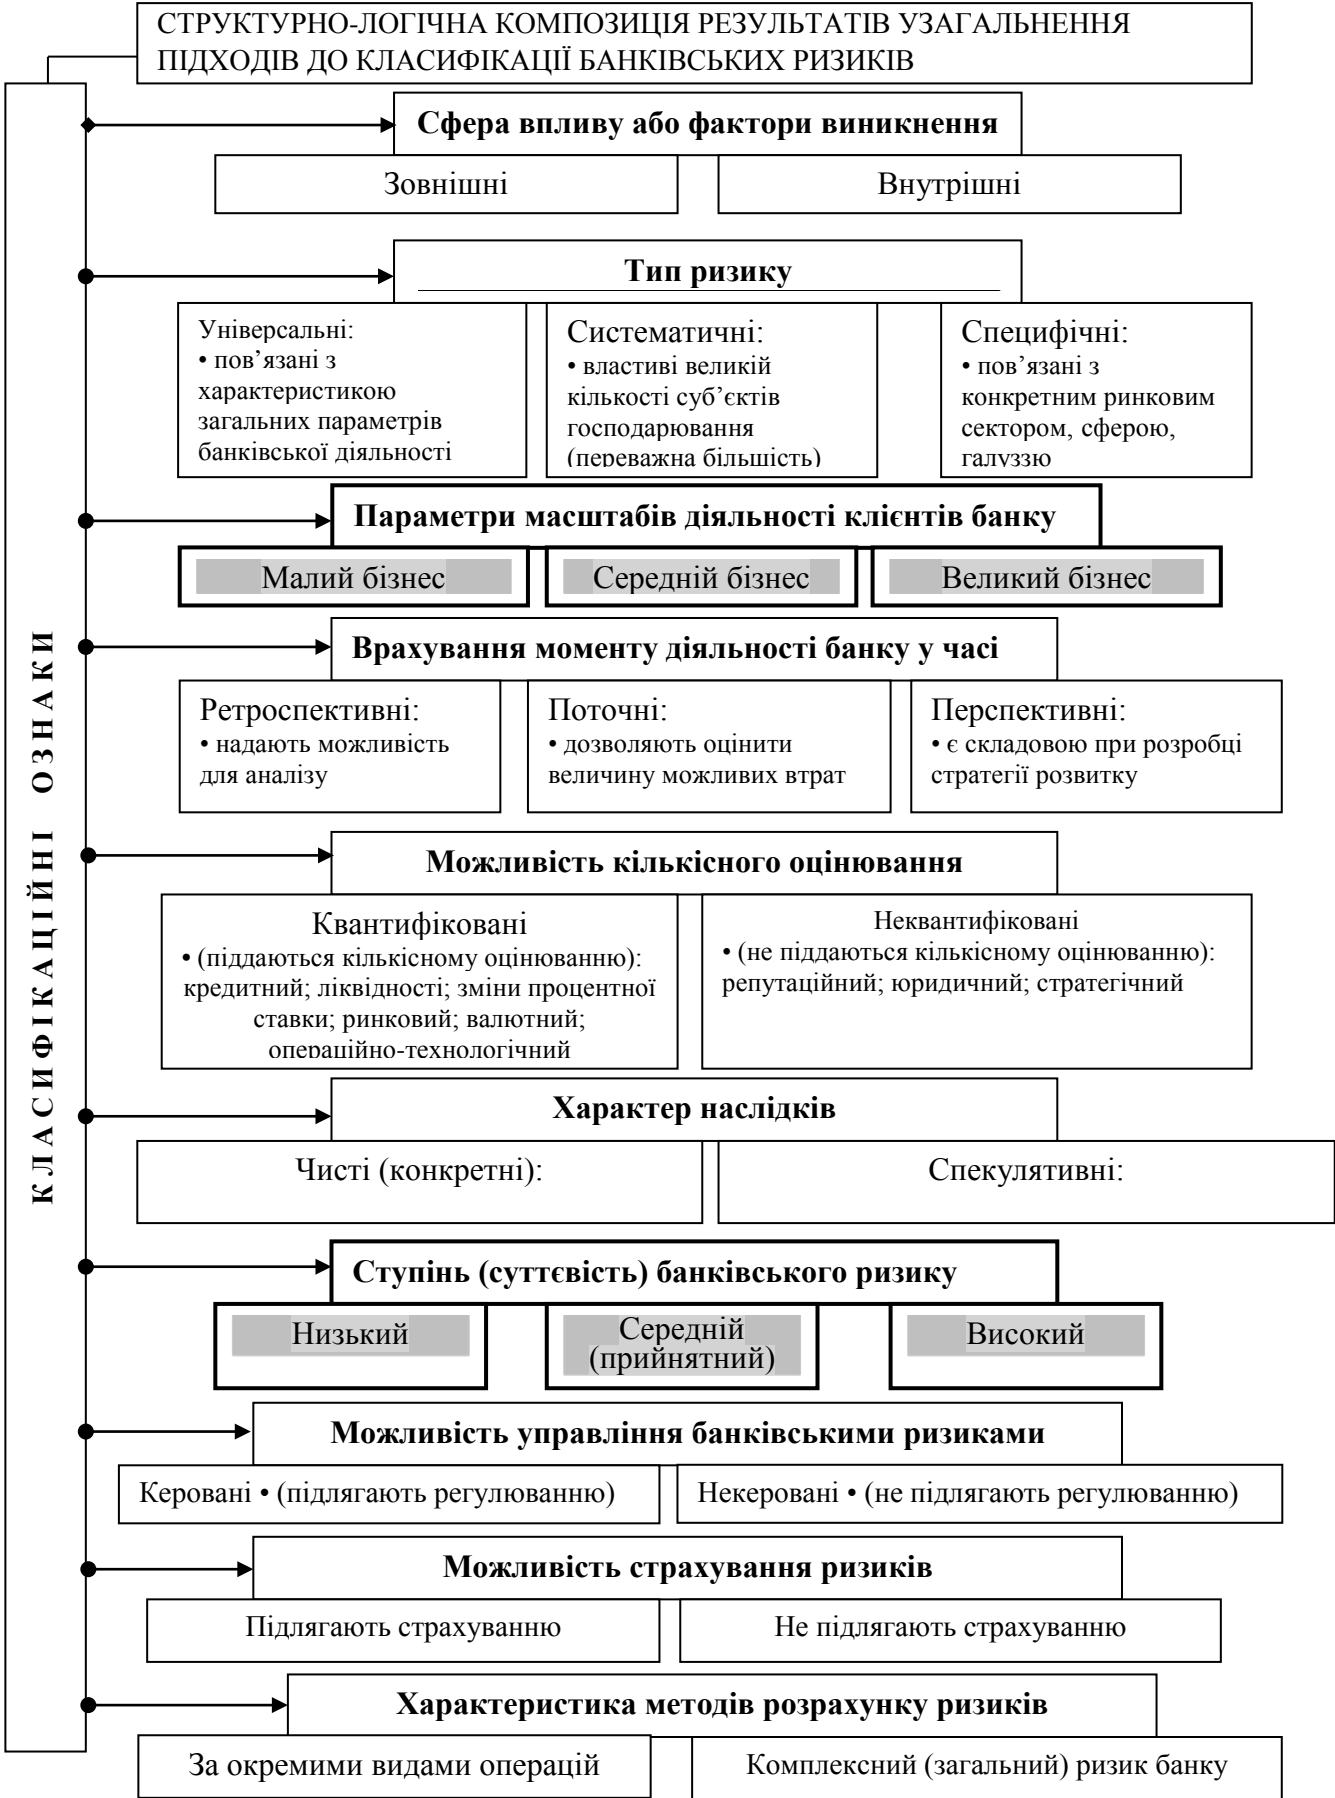 СТРУКТУРНО-ЛОГІЧНА КОМПОЗИЦІЯ РЕЗУЛЬТАТІВ УЗАГАЛЬНЕННЯ
ПІДХОДІВ ДО КЛАСИФІКАЦІЇ БАНКІВСЬКИХ РИЗИКІВ
КЛАСИФІКАЦІЙНІ ОЗНАКИ
Сфера впливу або фактори виникнення
Зовнішні
Внутрішні
Тип ризику
Універсальні:
• пов’язані з
характеристикою
загальних параметрів
банківської діяльності
Систематичні:
• властиві великій
кількості суб’єктів
господарювання
(переважна більшість)
Специфічні:
• пов’язані з
конкретним ринковим
сектором, сферою,
галуззю
Параметри масштабів діяльності клієнтів банку
Малий бізнес
Середній бізнес
Великий бізнес
Врахування моменту діяльності банку у часі
Ретроспективні:
• надають можливість
для аналізу
Поточні:
• дозволяють оцінити
величину можливих втрат
Перспективні:
• є складовою при розробці
стратегії розвитку
Можливість кількісного оцінювання
Квантифіковані
• (піддаються кількісному оцінюванню):
кредитний; ліквідності; зміни процентної
ставки; ринковий; валютний;
операційно-технологічний
Неквантифіковані
• (не піддаються кількісному оцінюванню):
репутаційний; юридичний; стратегічний
Характер наслідків
Чисті (конкретні):
Спекулятивні:
Ступінь (суттєвість) банківського ризику
Низький
Середній
(прийнятний)
Високий
Можливість управління банківськими ризиками
Керовані • (підлягають регулюванню)
Некеровані • (не підлягають регулюванню)
Можливість страхування ризиків
Підлягають страхуванню
Не підлягають страхуванню
Характеристика методів розрахунку ризиків
За окремими видами операцій
Комплексний (загальний) ризик банку